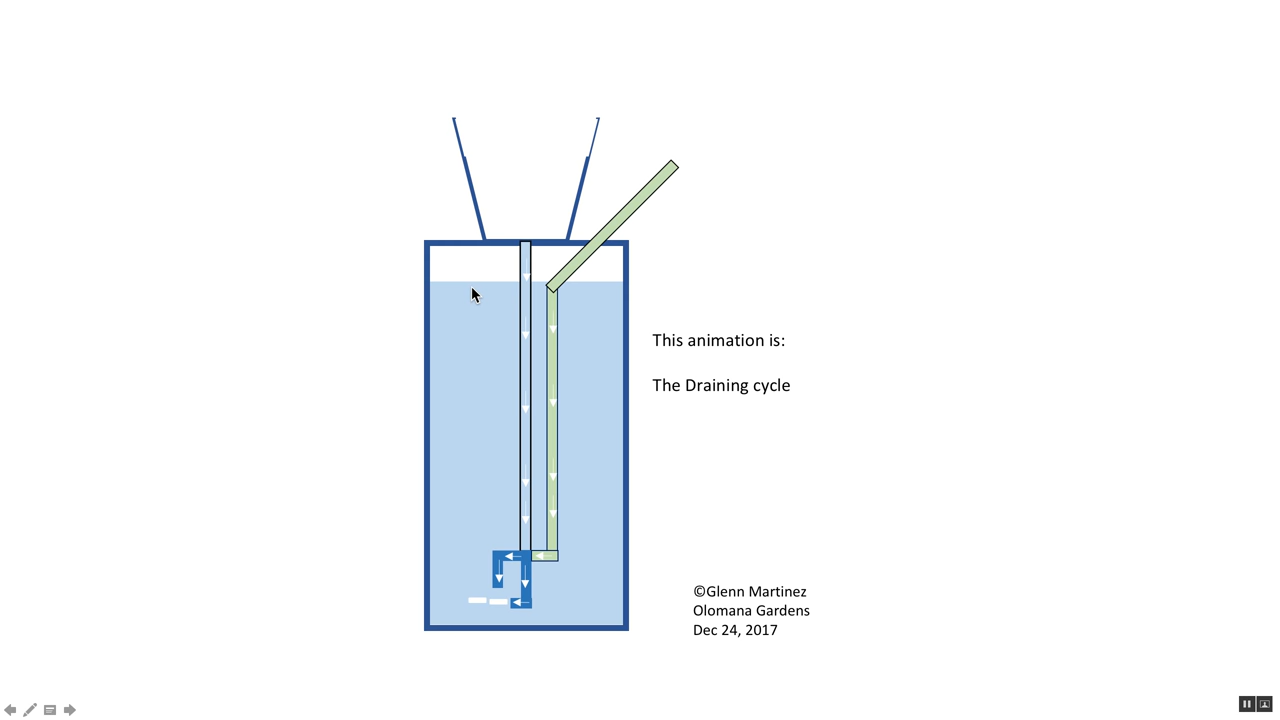 This animation is:
The Draining cycle
©Glenn Martinez
Olomana Gardens
Dec 24, 2017